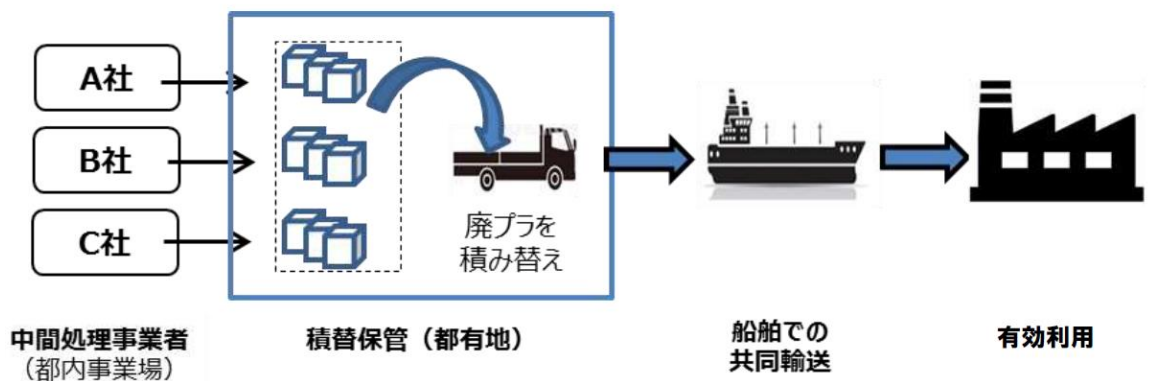 A社
B社
C社
廃プラを
積み替え
中間処理事業者
（都内事業場）
積替保管（都有地）
船舶での
共同輸送
有効利用